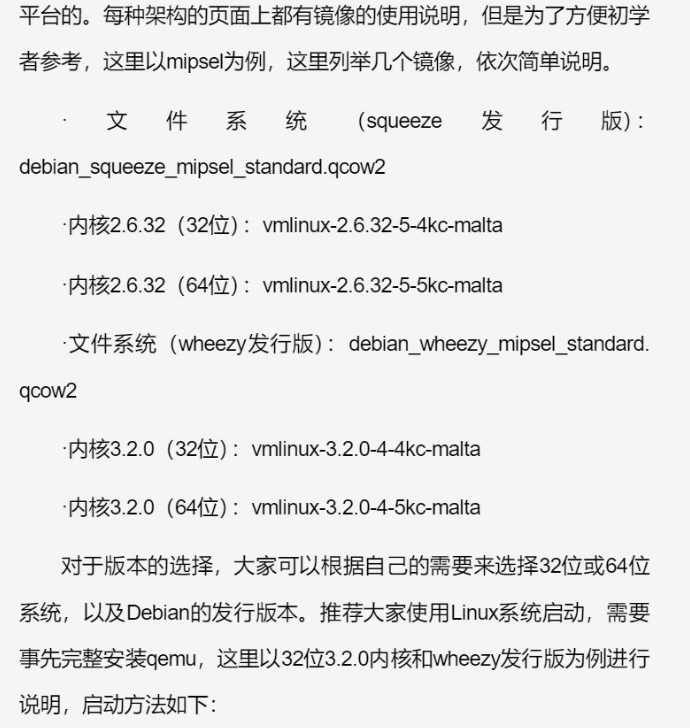 平台的。每种架构的页面上都有镜像的使用说明，但是为了方便初学
者参考，这里以mipsel为例，这里列举几个镜像，依次简单说明。
·文件系统（squeeze发行版）：
debian_squeeze_mipsel_standard.qcow2
·内核2.6.32（32位）：vmlinux-2.6.32-5-4kc-malta
·内核2.6.32（64位）：vmlinux-2.6.32-5-5kc-malta
·文件系统（wheezy发行版）：debian_wheezy_mipsel_standard.
qcow2
·内核3.2.0（32位）：vmlinux-3.2.0-4-4kc-malta
·内核3.2.0（64位）：vmlinux-3.2.0-4-5kc-malta
对于版本的选择，大家可以根据自己的需要来选择32位或64位
系统，以及Debian的发行版本。推荐大家使用Linux系统启动，需要
事先完整安装qemu，这里以32位3.2.0内核和wheezy发行版为例进行
说明，启动方法如下：